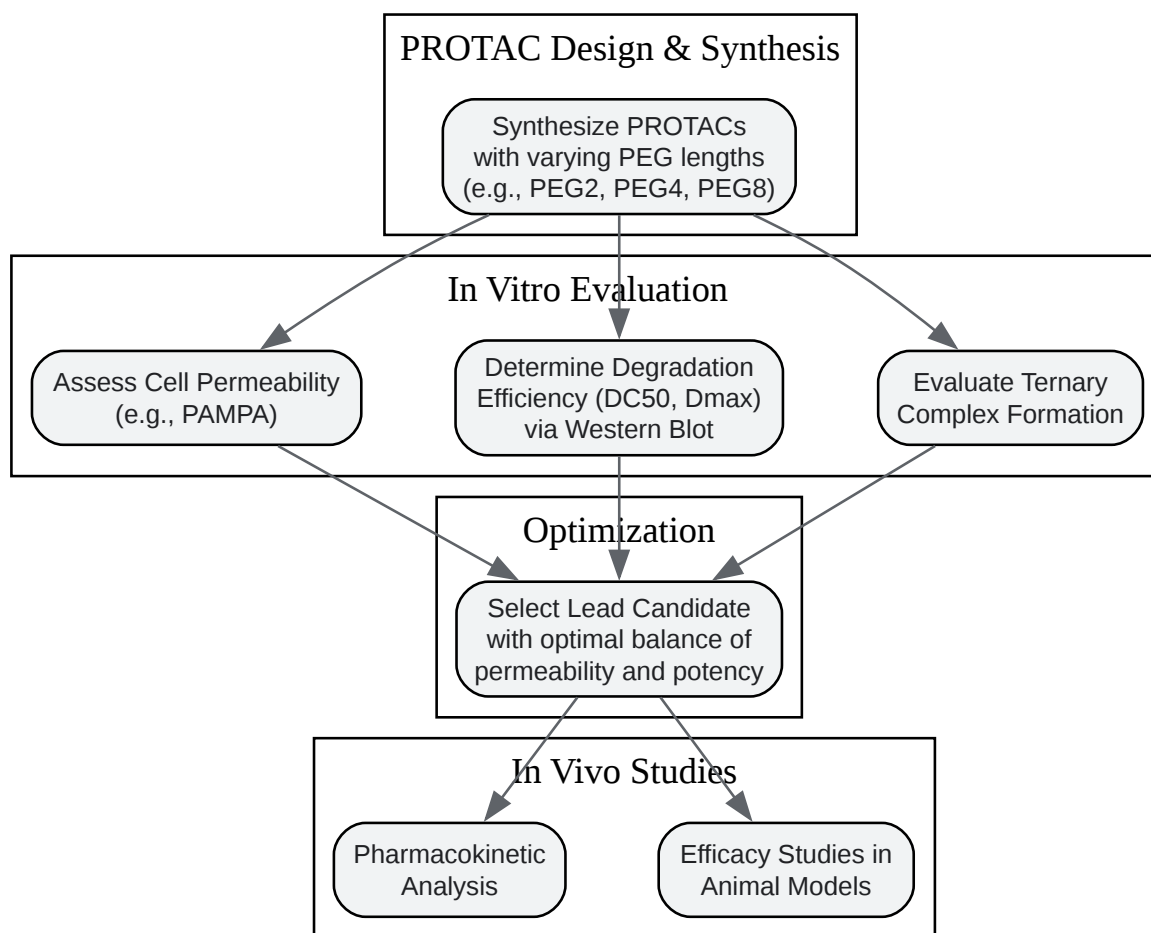 PROTAC Design & Synthesis
Synthesize PROTACs
with varying PEG lengths
(e.g., PEG2, PEG4, PEG8)
In Vitro Evaluation
Assess Cell Permeability
(e.g., PAMPA)
Determine Degradation
Efficiency (DC50, Dmax)
via Western Blot
Evaluate Ternary
Complex Formation
Optimization
Select Lead Candidate
with optimal balance of
permeability and potency
In Vivo Studies
Pharmacokinetic
Analysis
Efficacy Studies in
Animal Models